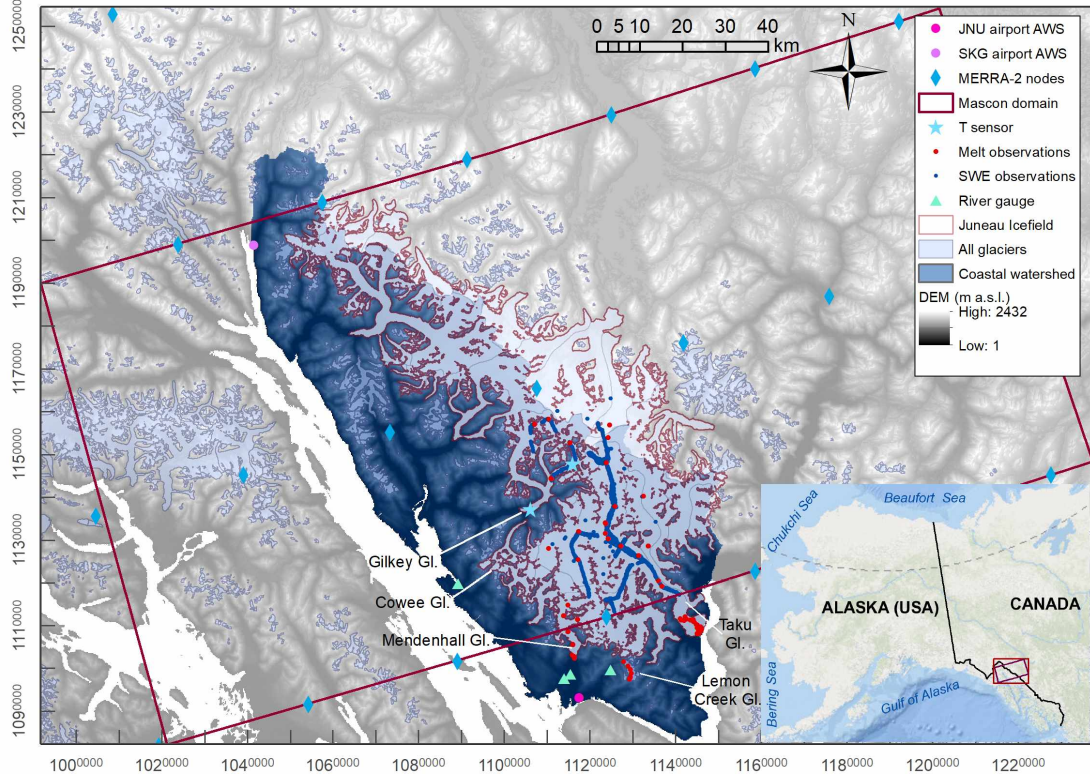 1250000
1230000
1210000
1190000
1170000
1150000
1130000
1110000
1090000
0 5 10 20 30 40
km
N
JNU airport AWS
SKG airport AWS
MERRA-2 nodes
Mascon domain
T sensor
Melt observations
SWE observations
River gauge
Juneau Icefield
All glaciers
Coastal watershed
DEM (m a.s.l.)
High: 2432
Low: 1
Gilkey Gl.
Cowee Gl.
Mendenhall Gl.
Taku
Gl.
Lemon
Creek Gl.
Beaufort Sea
Chukchi Sea
ALASKA (USA)
CANADA
Bering Sea
Gulf of Alaska
1000000 1020000 1040000 1060000 1080000 1100000 1120000 1140000 1160000 1180000 1200000 1220000